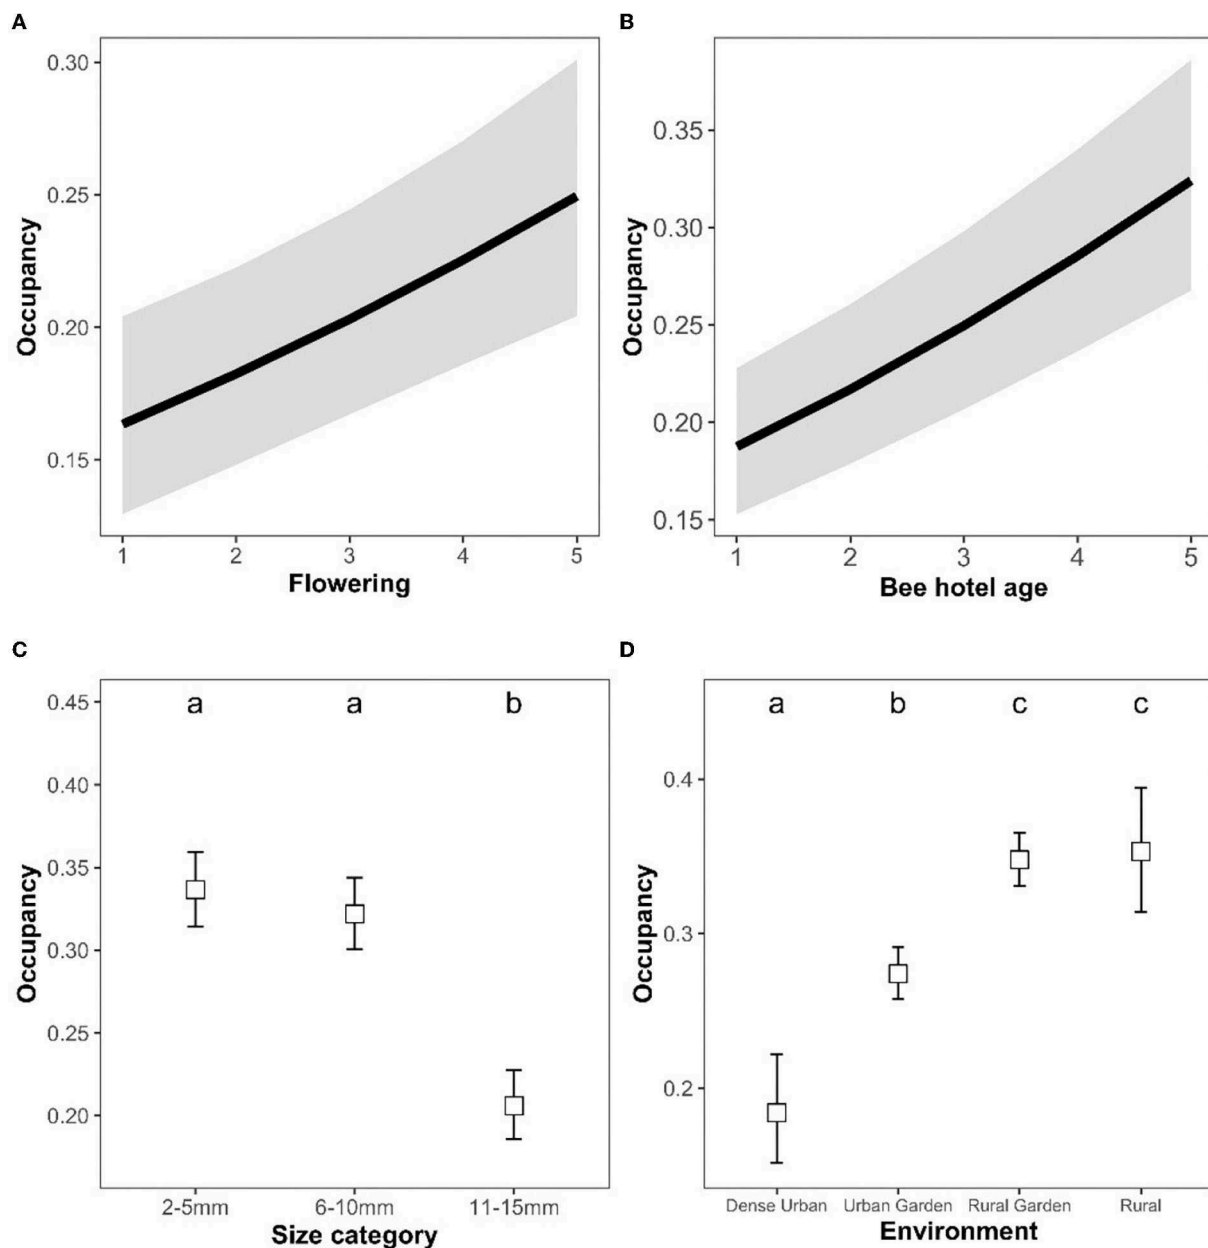 A
B
0.30
0.25
0.20
0.15
Occupancy
1 2 3 4 5
Flowering
0.35
0.30
0.25
0.20
0.15
Occupancy
1 2 3 4 5
Bee hotel age
C
D
a a b
0.45
0.40
0.35
0.30
0.25
0.20
Occupancy
2-5mm 6-10mm 11-15mm
Size category
a b c c
0.4
0.3
0.2
Occupancy
Dense Urban Urban Garden Rural Garden Rural
Environment